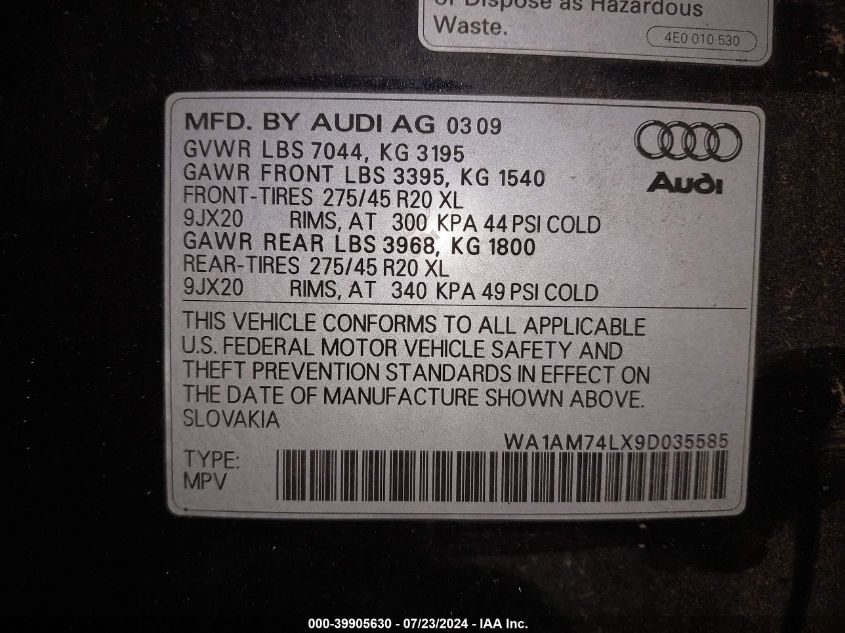 or Dispose as Hazardous
Waste.
4E0 010 530
MFD. BY AUDI AG 03 09
GVWR LBS 7044, KG 3195
GAWR FRONT LBS 3395, KG 1540
FRONT-TIRES 275/45 R20 XL
9JX20 RIMS, AT 300 KPA 44 PSI COLD
GAWR REAR LBS 3968, KG 1800
REAR-TIRES 275/45 R20 XL
9JX20 RIMS, AT 340 KPA 49 PSI COLD
Audi
THIS VEHICLE CONFORMS TO ALL APPLICABLE
U.S. FEDERAL MOTOR VEHICLE SAFETY AND
THEFT PREVENTION STANDARDS IN EFFECT ON
THE DATE OF MANUFACTURE SHOWN ABOVE.
SLOVAKIA
WA1AM74LX9D035585
TYPE:
MPV
000-39905630 - 07/23/2024 - IAA Inc.